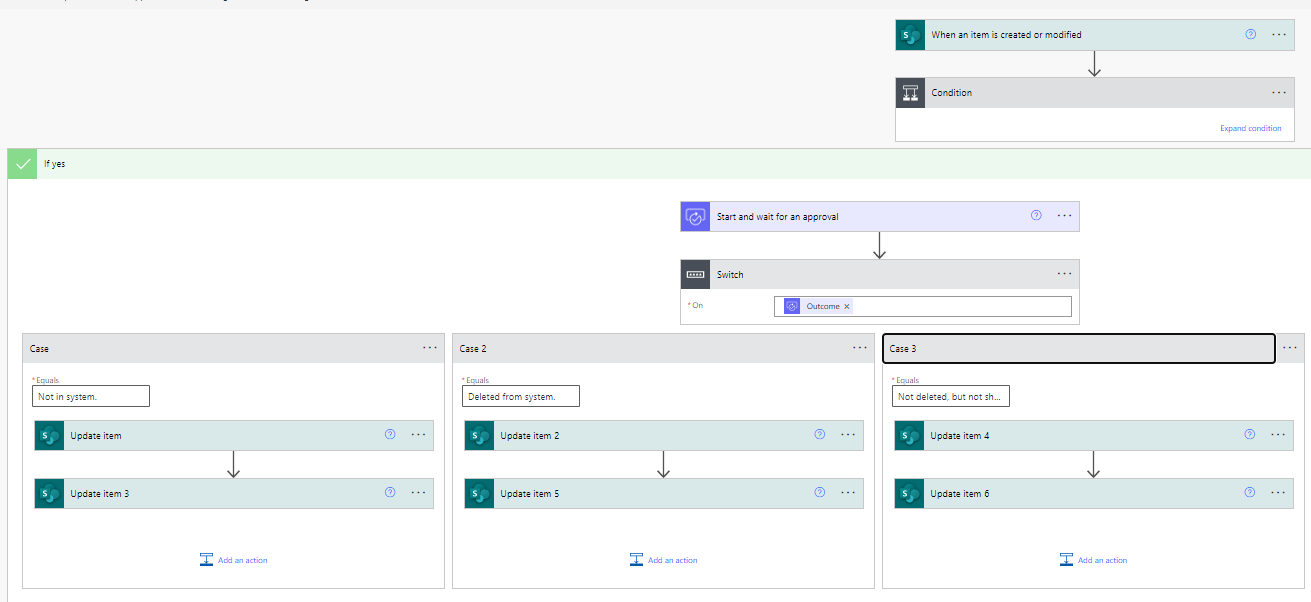 When an item is created or modified
Condition
Expand condition
If yes
Start and wait for an approval
Switch
* On
Outcome ×
Case
Case 2
Case 3
* Equals
* Equals
* Equals
Not in system.
Deleted from system.
Not deleted, but not sh...
Update item
Update item 2
Update item 4
Update item 3
Update item 5
Update item 6
Add an action
Add an action
Add an action